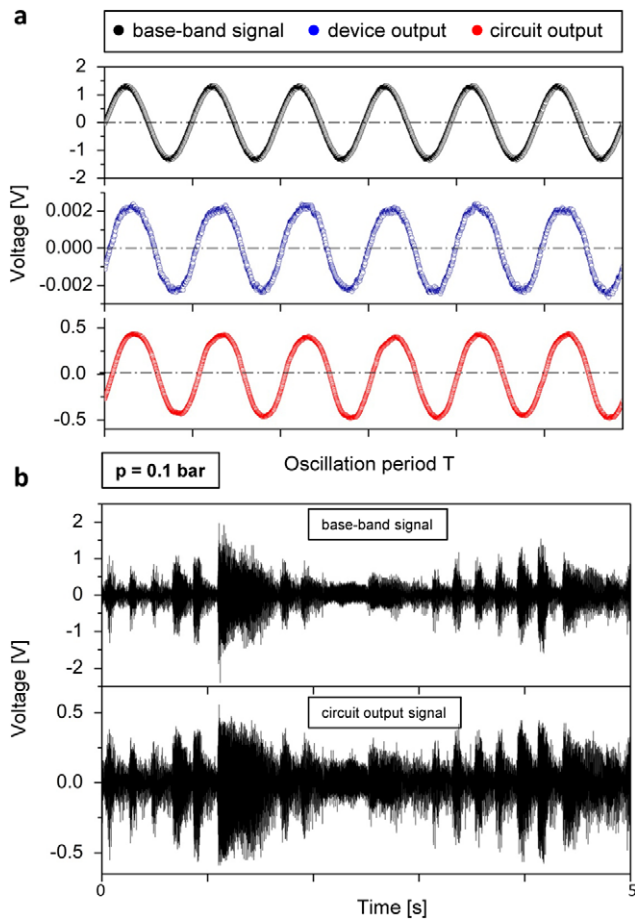 a
base-band signal device output circuit output
2
1
0
-1
-2
0.002
0.000
-0.002
0.5
0.0
-0.5
Voltage [V]
Oscillation period T
p = 0.1 bar
b
base-band signal
2
1
0
-1
-2
circuit output signal
0.5
0.0
-0.5
Voltage [V]
0 5
Time [s]